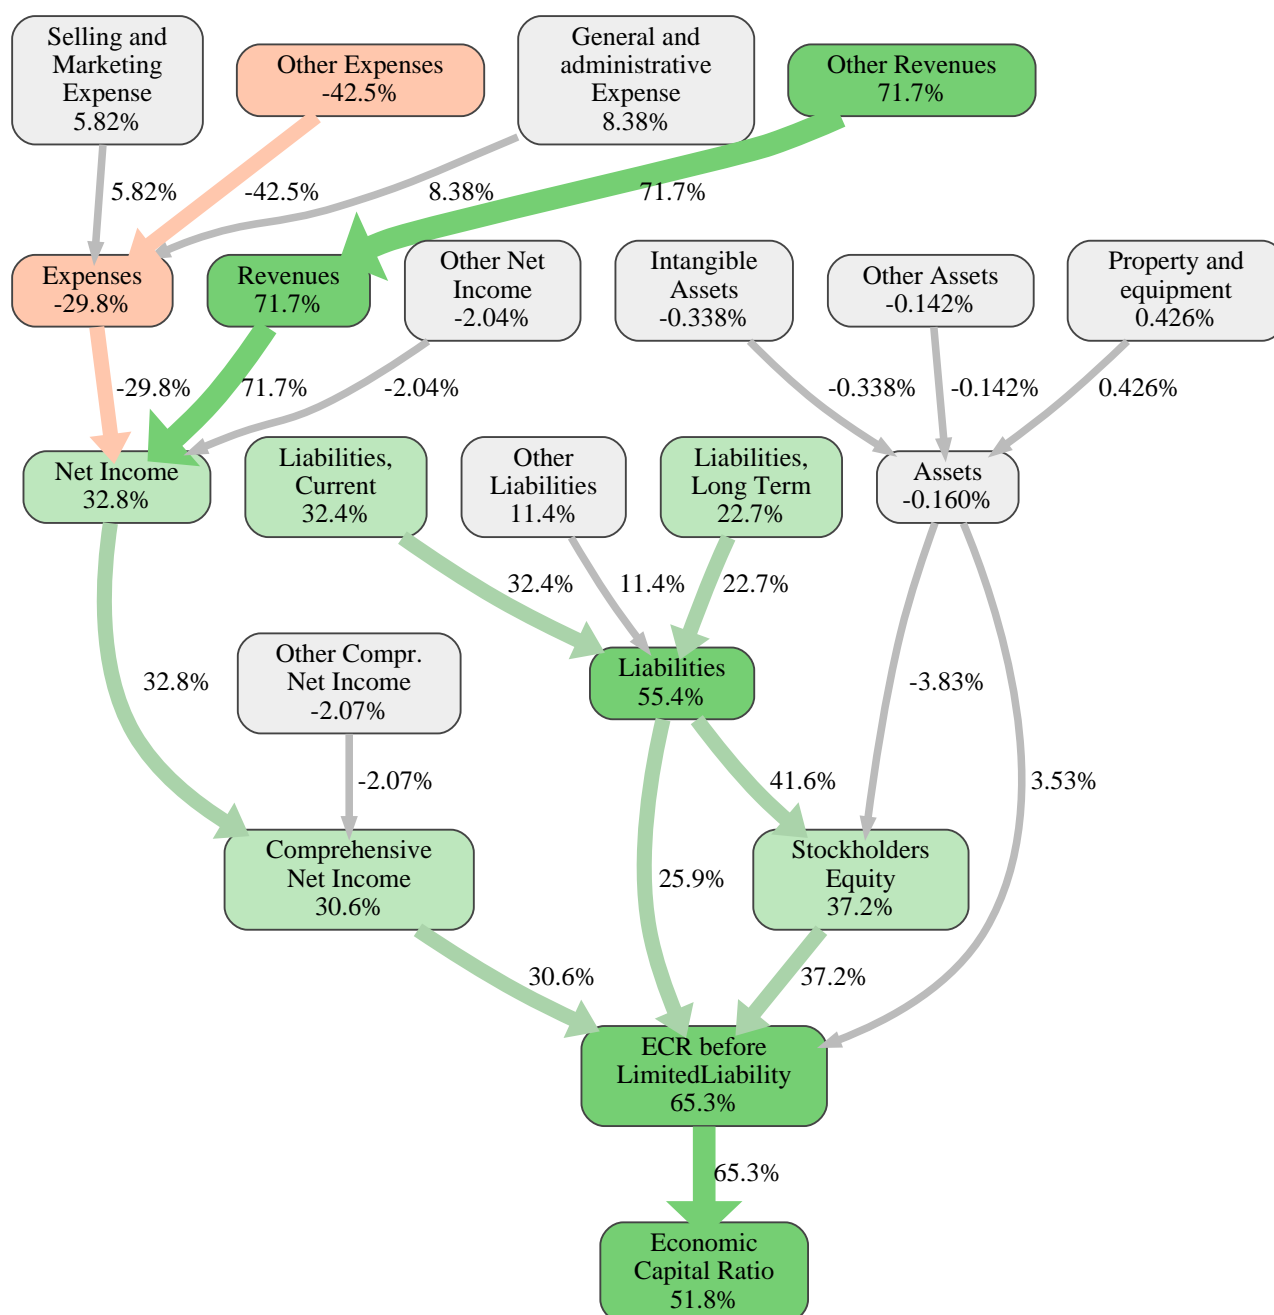 Selling and
Marketing
Expense
5.82%
Other Expenses
-42.5%
General and
administrative
Expense
8.38%
Other Revenues
71.7%
5.82%
-42.5%
8.38%
71.7%
Expenses
-29.8%
Revenues
71.7%
Other Net
Income
-2.04%
Intangible
Assets
-0.338%
Other Assets
-0.142%
Property and
equipment
0.426%
-29.8%
71.7%
-2.04%
-0.338%
-0.142%
0.426%
Net Income
32.8%
Liabilities,
Current
32.4%
Other
Liabilities
11.4%
Liabilities,
Long Term
22.7%
Assets
-0.160%
32.4%
11.4%
22.7%
32.8%
Other Compr.
Net Income
-2.07%
Liabilities
55.4%
-3.83%
-2.07%
41.6%
3.53%
Comprehensive
Net Income
30.6%
25.9%
Stockholders
Equity
37.2%
30.6%
37.2%
ECR before
LimitedLiability
65.3%
65.3%
Economic
Capital Ratio
51.8%